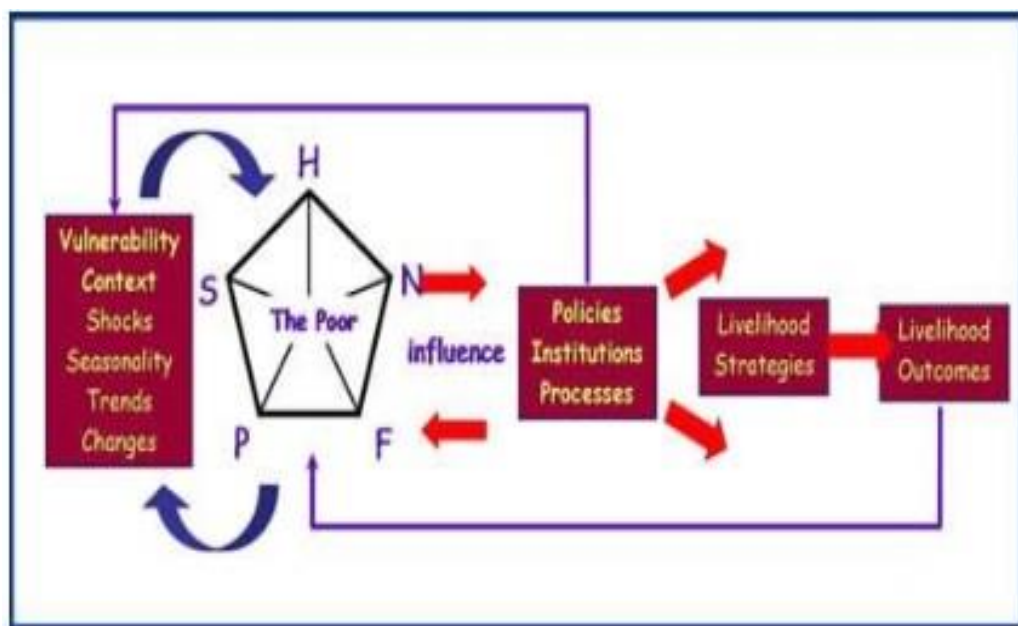 Vulnerability
Context
Shocks
Seasonality
Trends
Changes
H
S
N
The Poor
P
F
influence
Policies
Institutions
Processes
Livelihood
Strategies
Livelihood
Outcomes